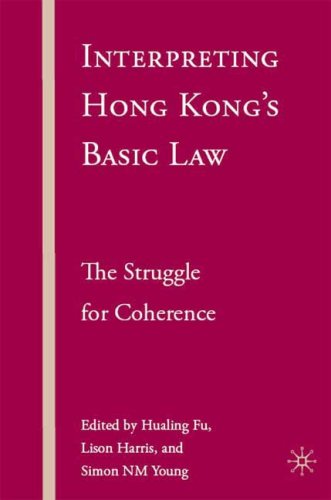 Interpreting
Hong Kong's
Basic Law
The Struggle
for Coherence
Edited by Hualing Fu,
Lison Harris, and
Simon NM Young